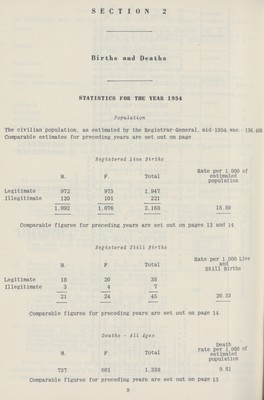 SECTION 2
Births and Deaths
STATISTICS FOR THE YEAR 1954
Population
The civilian population, as estimated by the Registrar-General, mid-1954 was:-
Comparable estimates for preceding years are set out on page
Registered Live Births
M. F. Total Rate per 1,000 of estimated population
Legitimate 972 975 1,947
Illegitimate 120 101 221
1,092 1,076 2,168
Comparable figures for preceding years are set out on pages 13 and 14
Registered Still Births
M. F. Total Rate per 1,000 Live and Still Births
Legitimate 18 20 38
Illegitimate 3 4 7
21 24 45 20.33
Comparable figures for preceding years are set out on page 14
Deaths - All Ages
M. F. Total Death rate per 1,000 of estimated population
737 601 1,338 9.81
Comparable figures for preceding years are set out on page 15
9